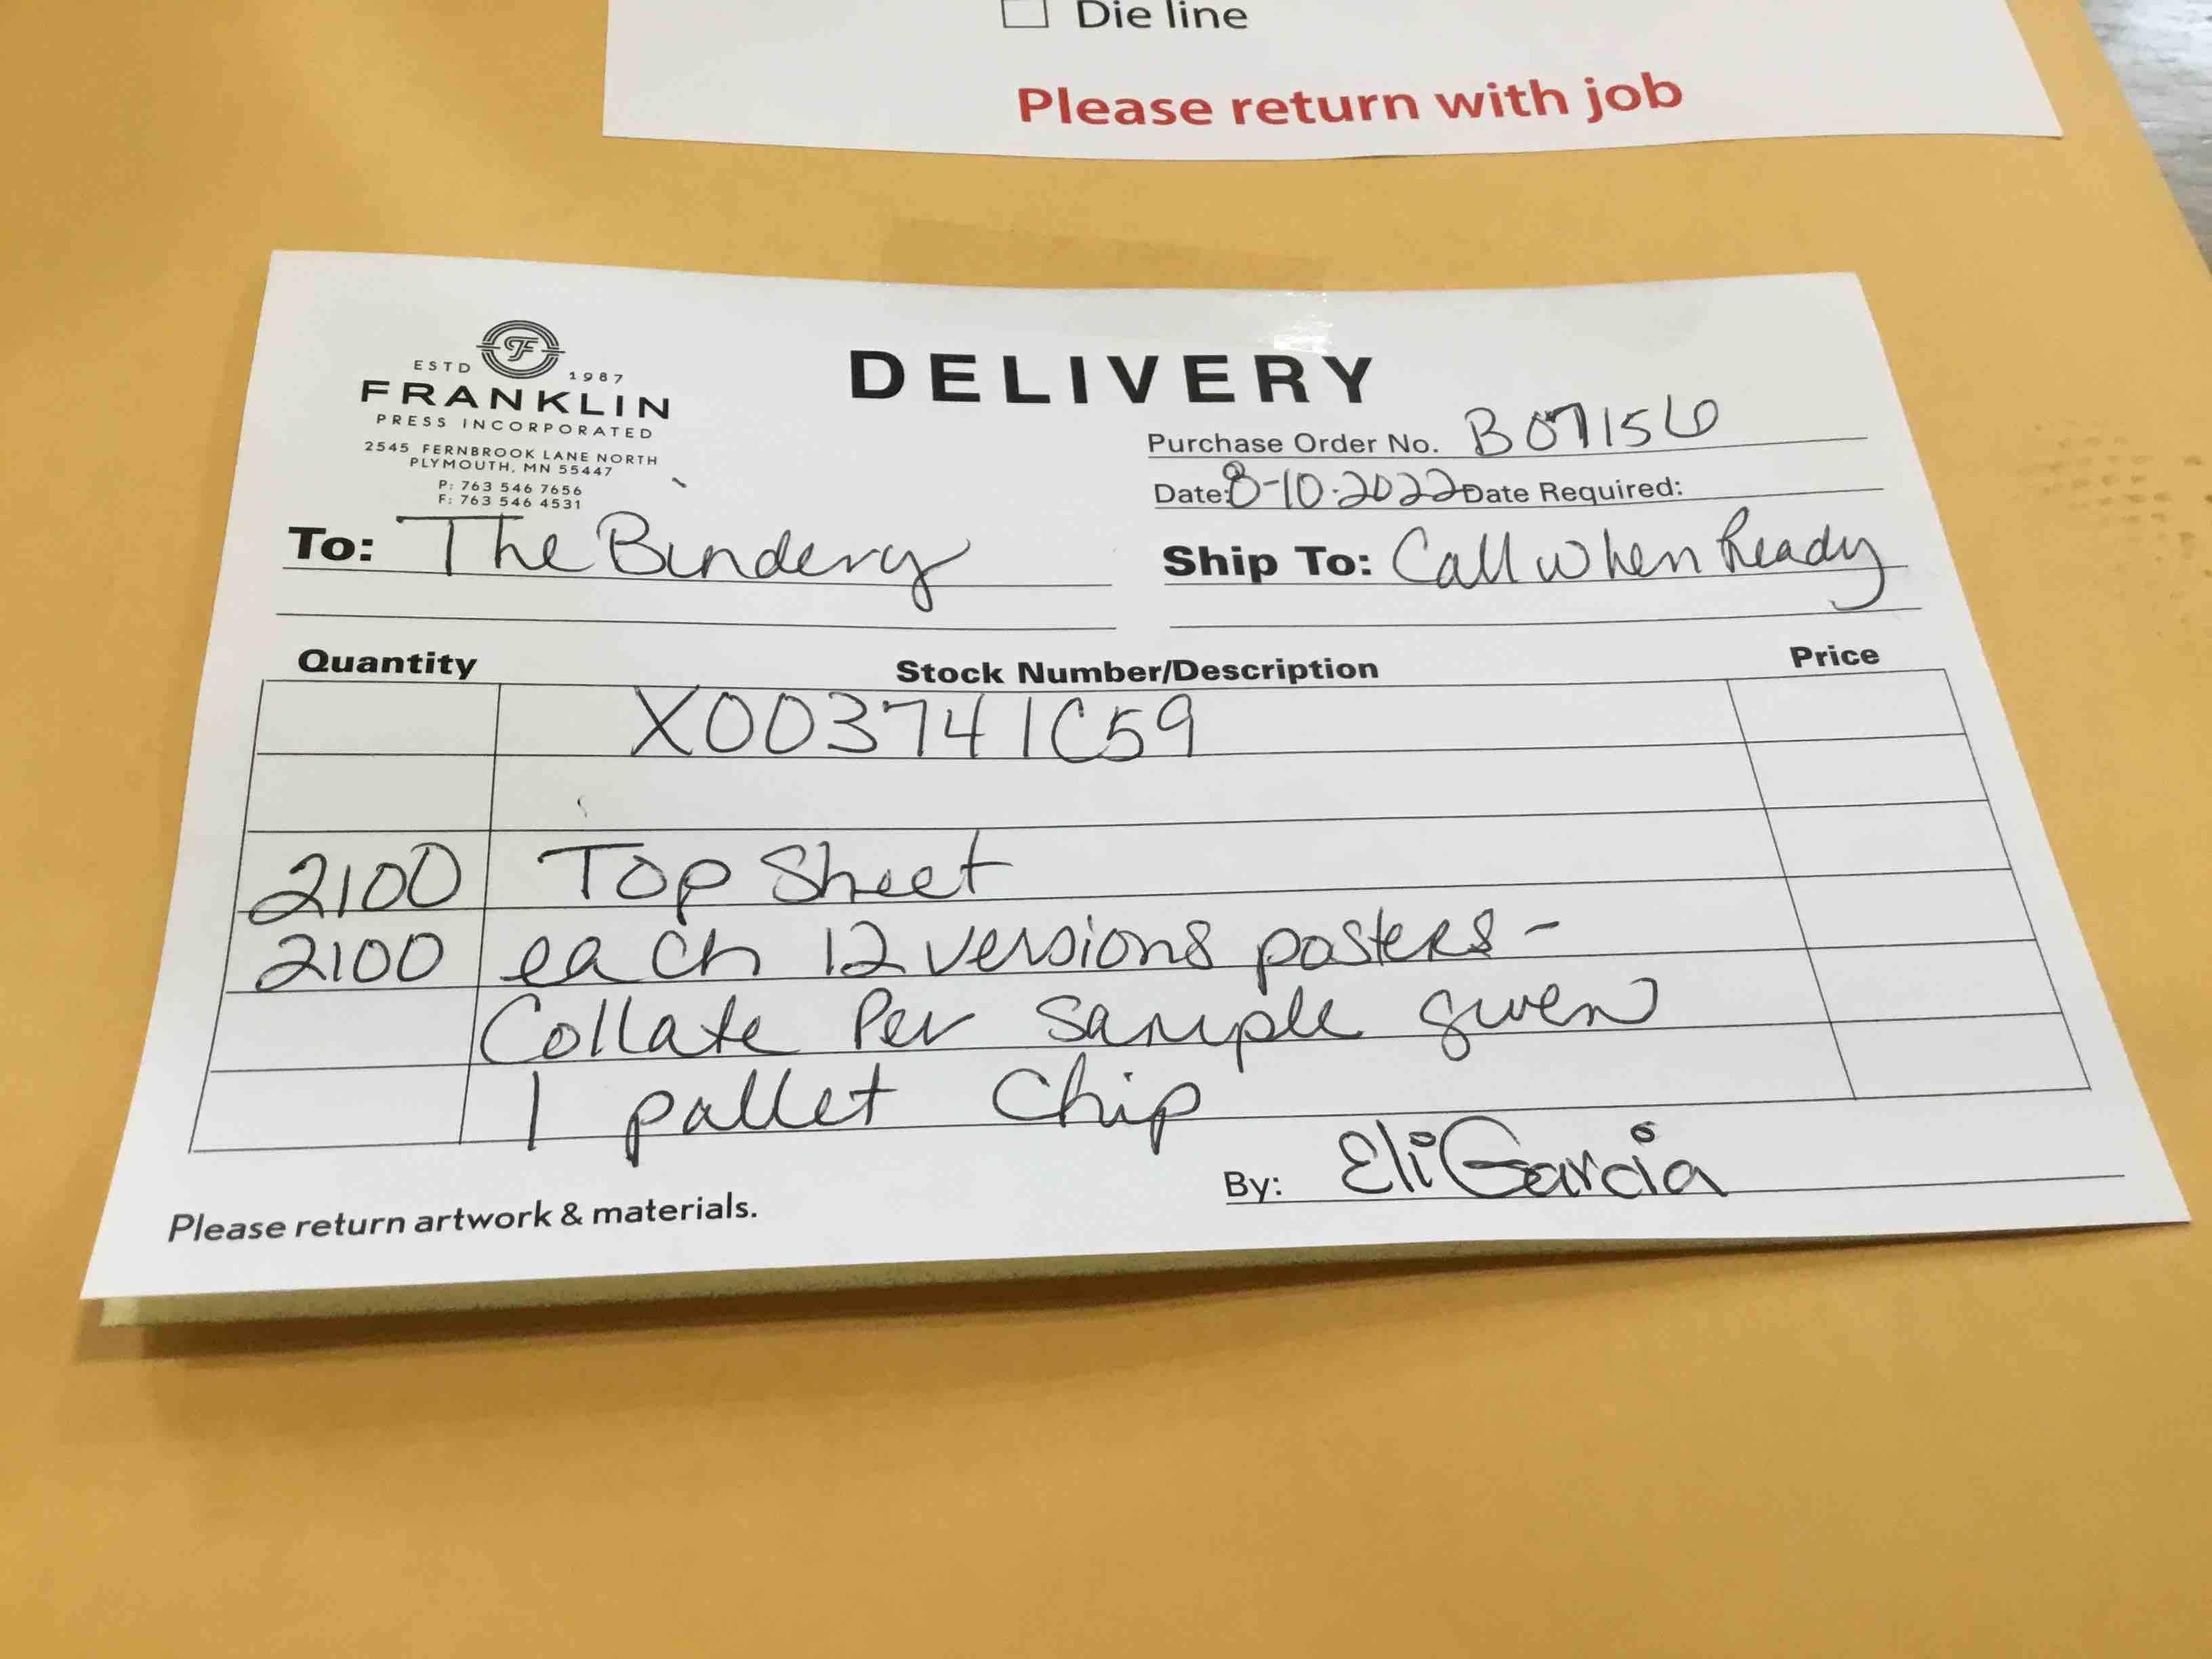 Die line
Please return with job
ESTD 1987
FRANKLIN
PRESS INCORPORATED
2545 FERNBROOK LANE NORTH
PLYMOUTH, MN 55447
P: 763 546 7656
F: 763 546 4531
DELIVERY
Purchase Order No. B07156
Date: 8-10-2022 Date Required:
To: The Bindery
Ship To: Call when Ready
Quantity Stock Number/Description Price
X003741C59
2100 Top Sheet
2100 each 12 versions posters -
Collate Per Sample given
1 pallet Chip
By: Eli Garcia
Please return artwork & materials.